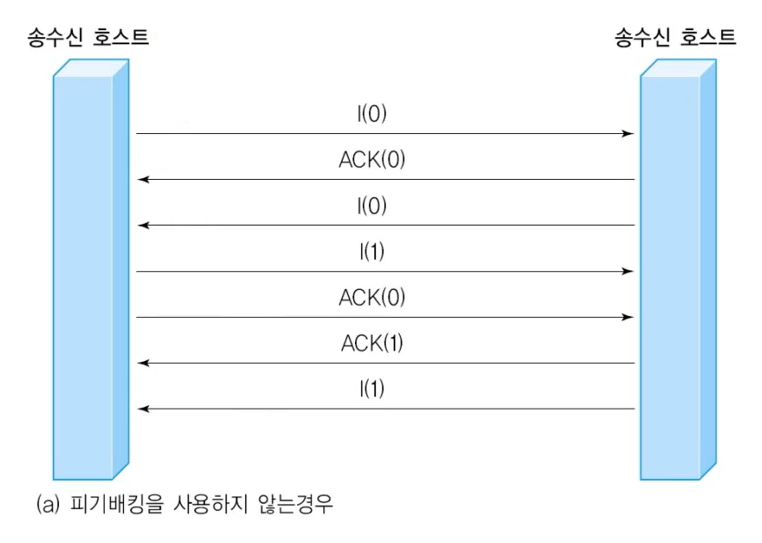 송수신 호스트 송수신 호스트
I(0)
ACK(0)
I(0)
I(1)
ACK(0)
ACK(1)
I(1)
(a) 피기배킹을 사용하지 않는경우